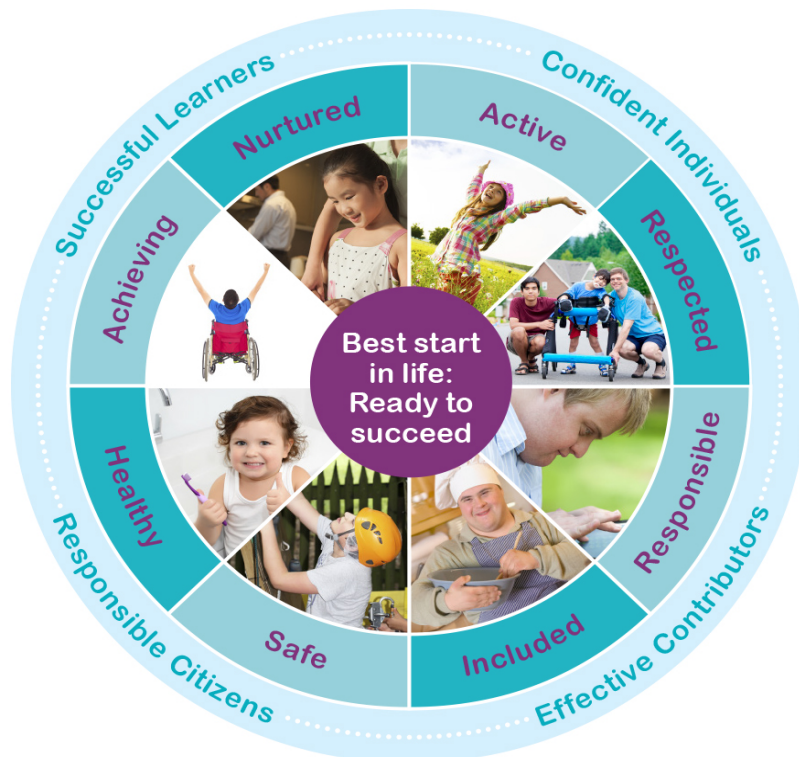 Successful Learners
Confident Individuals
Nurtured
Active
Achieving
Respected
Best start
in life:
Ready to
succeed
Healthy
Responsible
Safe
Included
Responsible Citizens
Effective Contributors